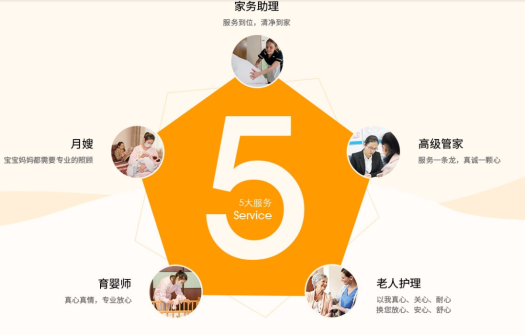 家务助理
服务到位，清净到家
月嫂
宝宝妈妈都需要专业的照顾
高级管家
服务一条龙，真诚一颗心
5
5大服务
Service
育婴师
真心真情，专业放心
老人护理
以我真心、关心、耐心
换您放心、安心、舒心